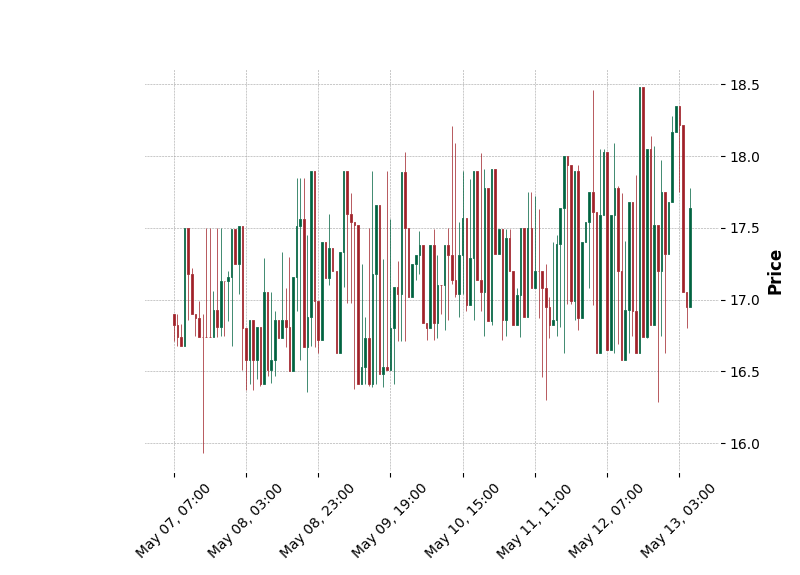 18.5
18.0
17.5
17.0
16.5
16.0
Price
May 07, 07:00
May 08, 03:00
May 08, 23:00
May 09, 19:00
May 10, 15:00
May 11, 11:00
May 12, 07:00
May 13, 03:00